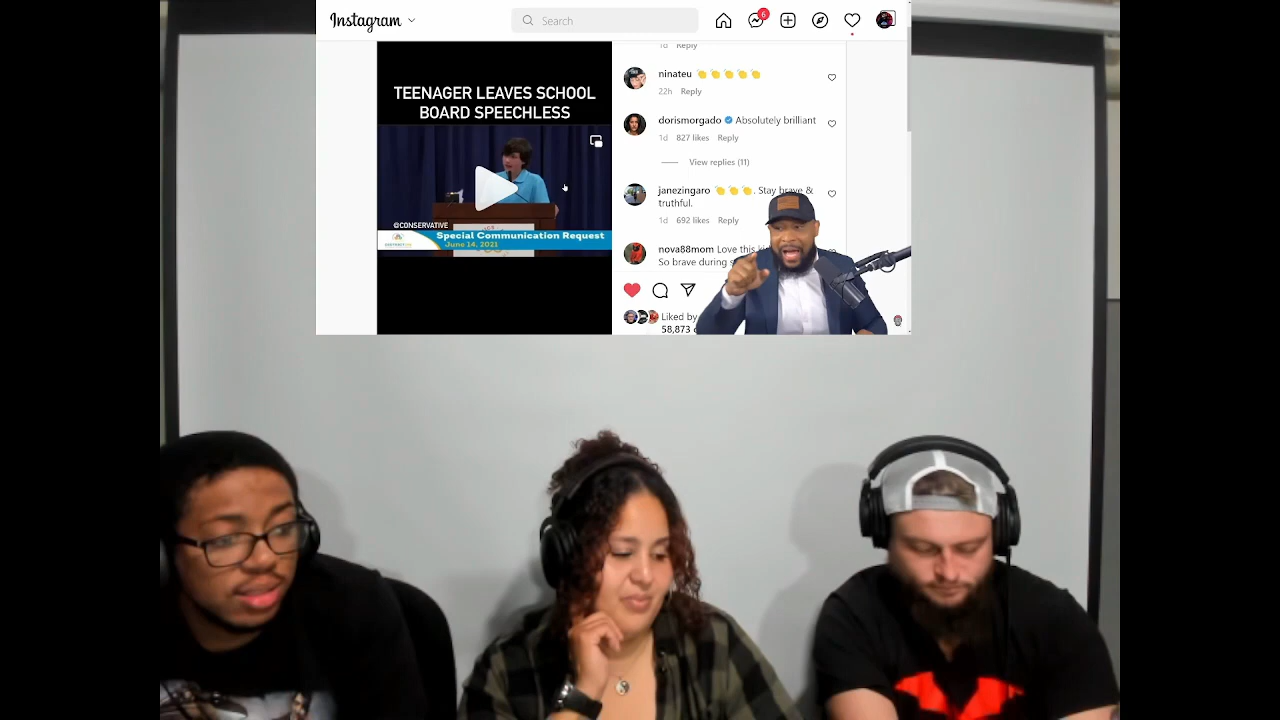 Instagram
Search
6
TEENAGER LEAVES SCHOOL
BOARD SPEECHLESS
@CONSERVATIVE
Special Communication Request
June 14, 2021
1d Reply
ninateu
22h Reply
dorismorgado Absolutely brilliant
1d 827 likes Reply
View replies (11)
janezingaro . Stay brave &
truthful.
1d 692 likes Reply
nova88mom Love this
So brave during
Liked by
58,873